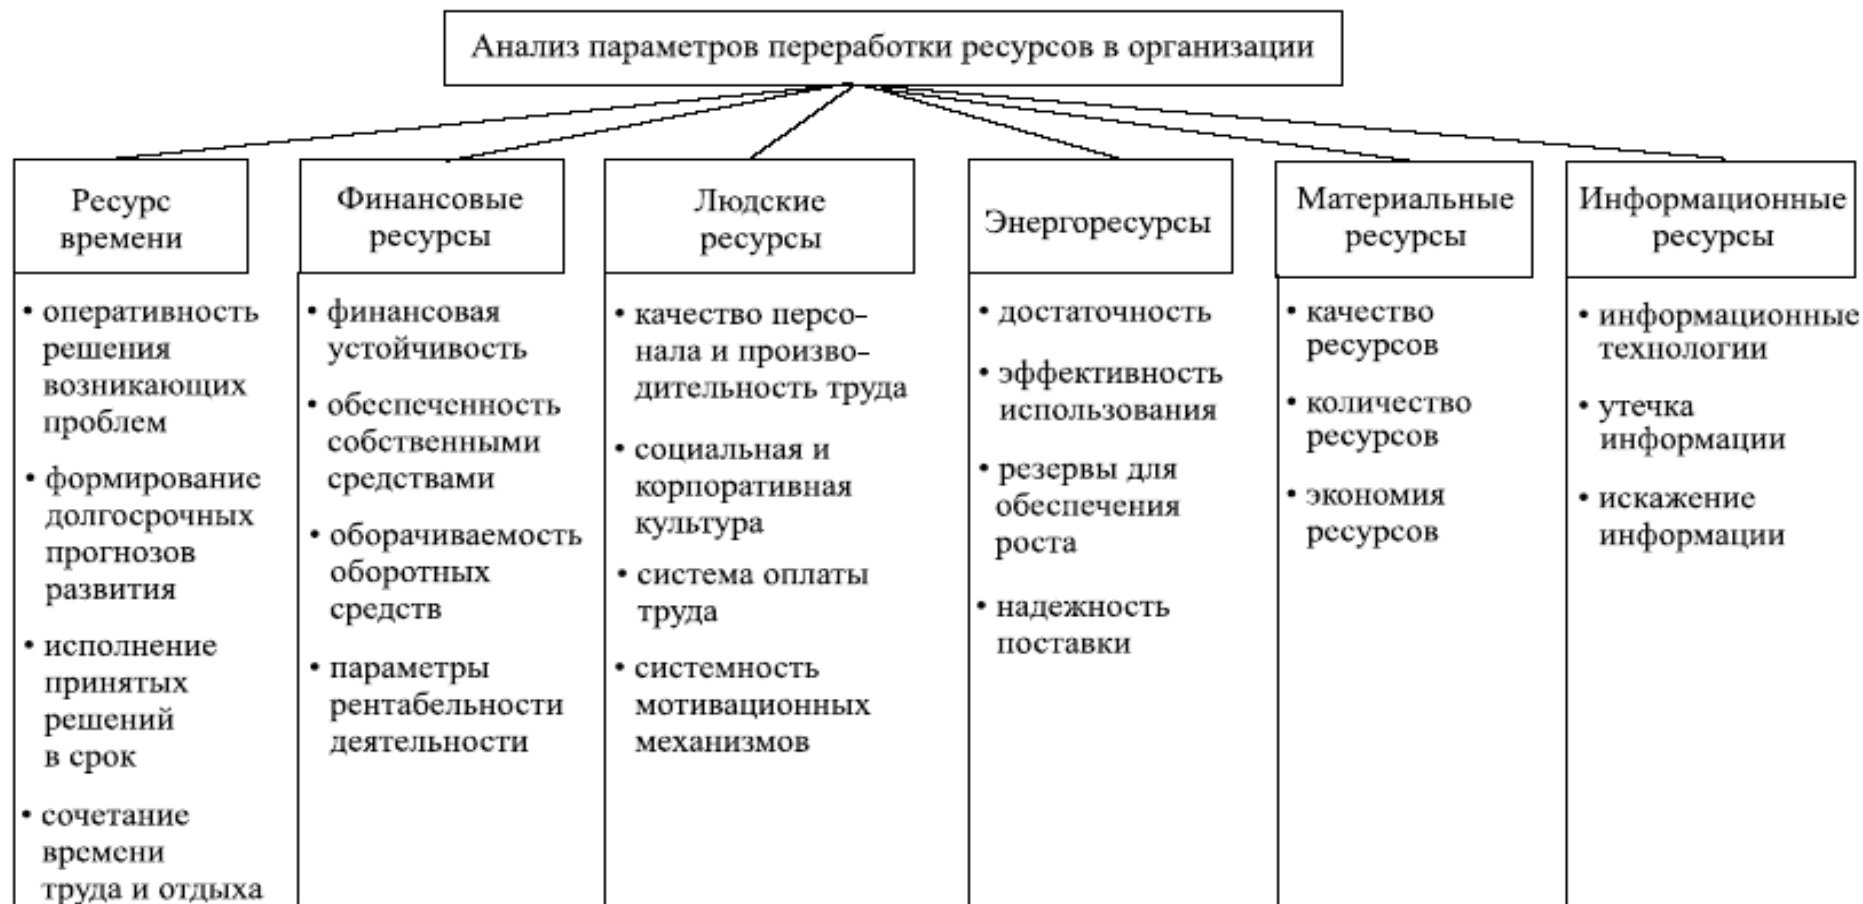 Анализ параметров переработки ресурсов в организации
Ресурс
времени
• оперативность
решения
возникающих
проблем
• формирование
долгосрочных
прогнозов
развития
• исполнение
принятых
решений
в срок
• сочетание
времени
труда и отдыха
Финансовые
ресурсы
• финансовая
устойчивость
• обеспеченность
собственными
средствами
• оборачиваемость
оборотных
средств
• параметры
рентабельности
деятельности
Людские
ресурсы
• качество персо-
нала и произво-
дительность труда
• социальная и
корпоративная
культура
• система оплаты
труда
• системность
мотивационных
механизмов
Энергоресурсы
• достаточность
• эффективность
использования
• резервы для
обеспечения
роста
• надежность
поставки
Материальные
ресурсы
• качество
ресурсов
• количество
ресурсов
• экономия
ресурсов
Информационные
ресурсы
• информационные
технологии
• утечка
информации
• искажение
информации